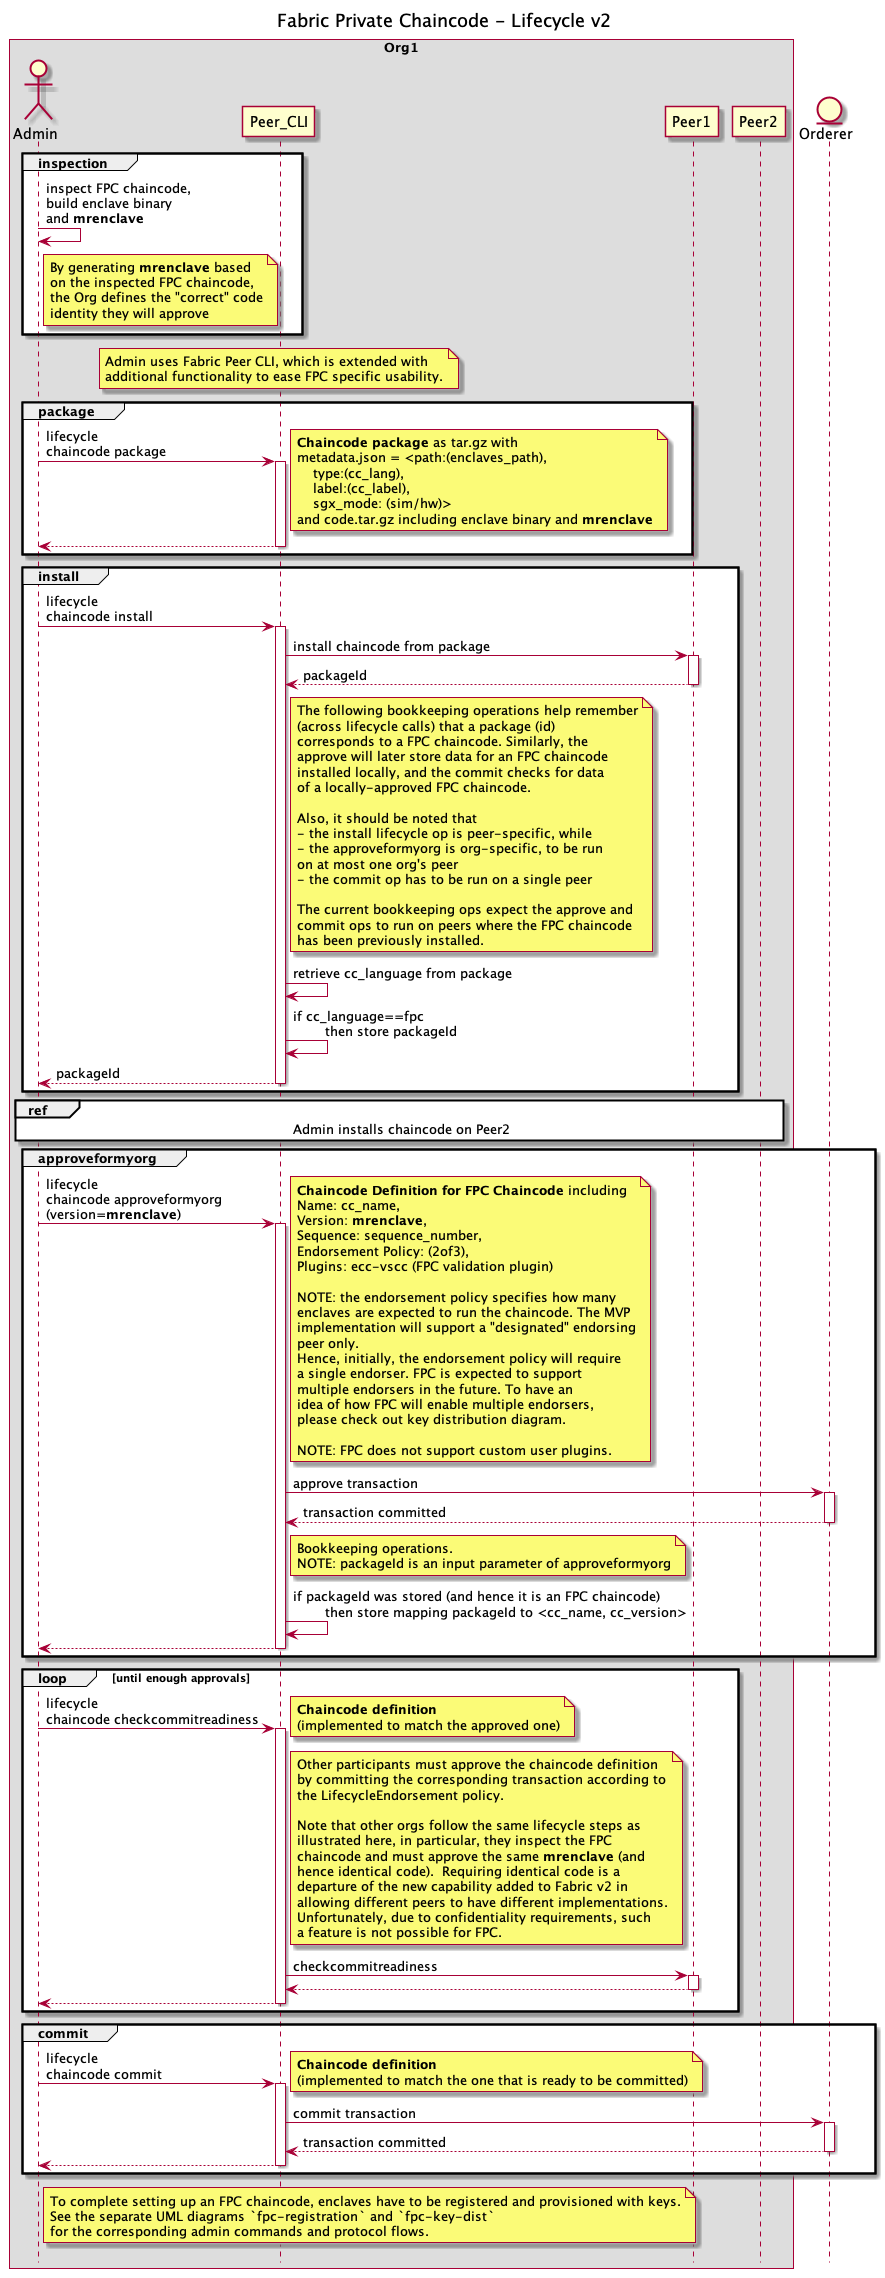 Fabric Private Chaincode - Lifecycle v2
Org1
Admin
Peer_CLI
Peer1
Peer2
Orderer
inspection
inspect FPC chaincode,
build enclave binary
and mrenclave
By generating mrenclave based
on the inspected FPC chaincode,
the Org defines the "correct" code
identity they will approve
Admin uses Fabric Peer CLI, which is extended with
additional functionality to ease FPC specific usability.
package
lifecycle
chaincode package
Chaincode package as tar.gz with
metadata.json = <path:(enclaves_path),
type:(cc_lang),
label:(cc_label),
sgx_mode: (sim/hw)>
and code.tar.gz including enclave binary and mrenclave
install
lifecycle
chaincode install
install chaincode from package
packageId
The following bookkeeping operations help remember
(across lifecycle calls) that a package (id)
corresponds to a FPC chaincode. Similarly, the
approve will later store data for an FPC chaincode
installed locally, and the commit checks for data
of a locally-approved FPC chaincode.
Also, it should be noted that
- the install lifecycle op is peer-specific, while
- the approveformyorg is org-specific, to be run
on at most one org's peer
- the commit op has to be run on a single peer
The current bookkeeping ops expect the approve and
commit ops to run on peers where the FPC chaincode
has been previously installed.
retrieve cc_language from package
if cc_language==fpc
then store packageId
packageId
ref
Admin installs chaincode on Peer2
approveformyorg
lifecycle
chaincode approveformyorg
(version=mrenclave)
Chaincode Definition for FPC Chaincode including
Name: cc_name,
Version: mrenclave,
Sequence: sequence_number,
Endorsement Policy: (2of3),
Plugins: ecc-vscc (FPC validation plugin)
NOTE: the endorsement policy specifies how many
enclaves are expected to run the chaincode. The MVP
implementation will support a "designated" endorsing
peer only.
Hence, initially, the endorsement policy will require
a single endorser. FPC is expected to support
multiple endorsers in the future. To have an
idea of how FPC will enable multiple endorsers,
please check out key distribution diagram.
NOTE: FPC does not support custom user plugins.
approve transaction
transaction committed
Bookkeeping operations.
NOTE: packageId is an input parameter of approveformyorg
if packageId was stored (and hence it is an FPC chaincode)
then store mapping packageId to <cc_name, cc_version>
loop [until enough approvals]
lifecycle
chaincode checkcommitreadiness
Chaincode definition
(implemented to match the approved one)
Other participants must approve the chaincode definition
by committing the corresponding transaction according to
the LifecycleEndorsement policy.
Note that other orgs follow the same lifecycle steps as
illustrated here, in particular, they inspect the FPC
chaincode and must approve the same mrenclave (and
hence identical code).  Requiring identical code is a
departure of the new capability added to Fabric v2 in
allowing different peers to have different implementations.
Unfortunately, due to confidentiality requirements, such
a feature is not possible for FPC.
checkcommitreadiness
commit
lifecycle
chaincode commit
Chaincode definition
(implemented to match the one that is ready to be committed)
commit transaction
transaction committed
To complete setting up an FPC chaincode, enclaves have to be registered and provisioned with keys.
See the separate UML diagrams `fpc-registration` and `fpc-key-dist`
for the corresponding admin commands and protocol flows.